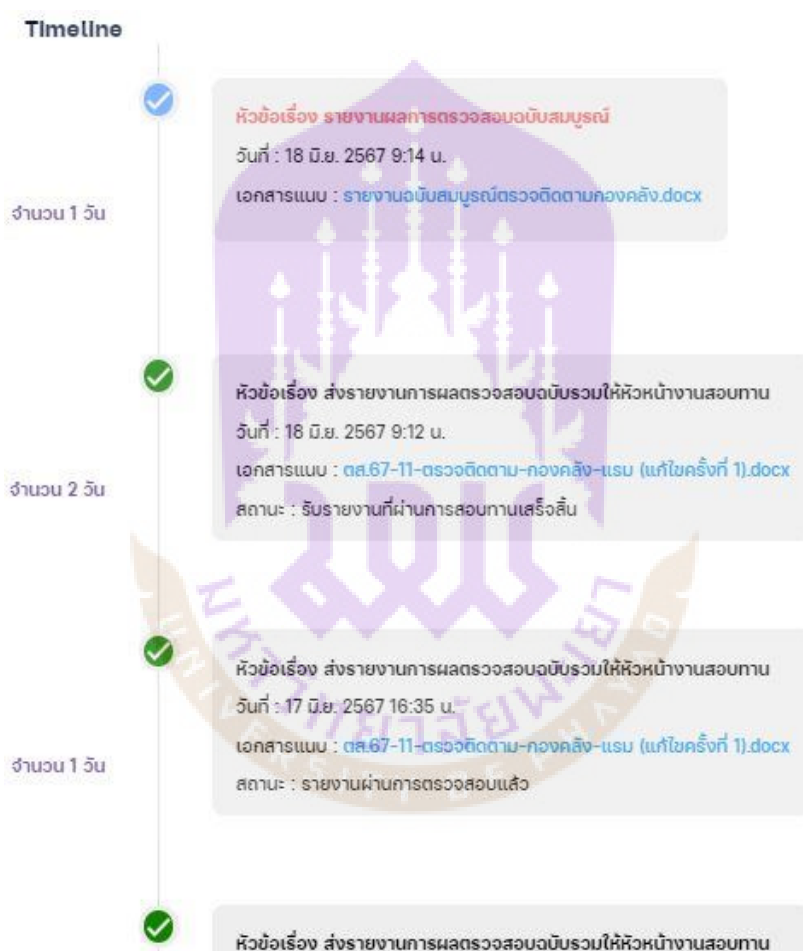 Timeline
หัวข้อเรื่อง รายงานผลการตรวจสอบฉบับสมบูรณ์
วันที่ : 18 มิ.ย. 2567 9:14 น.
เอกสารแนบ : รายงานฉบับสมบูรณ์ตรวจติดตามกองคลัง.docx
จำนวน 1 วัน
หัวข้อเรื่อง ส่งรายงานการผลตรวจสอบฉบับรวมให้หัวหน้างานสอบทาน
วันที่ : 18 มิ.ย. 2567 9:12 น.
เอกสารแนบ : ตส.67-11-ตรวจติดตาม-กองคลัง-แรม (แก้ไขครั้งที่ 1).docx
จำนวน 2 วัน
สถานะ : รับรายงานที่ผ่านการสอบทานเสร็จสิ้น
หัวข้อเรื่อง ส่งรายงานการผลตรวจสอบฉบับรวมให้หัวหน้างานสอบทาน
วันที่ : 17 มิ.ย. 2567 16:35 น.
เอกสารแนบ : ตส.67-11-ตรวจติดตาม-กองคลัง-แรม (แก้ไขครั้งที่ 1).docx
จำนวน 1 วัน
สถานะ : รายงานผ่านการตรวจสอบแล้ว
หัวข้อเรื่อง ส่งรายงานการผลตรวจสอบฉบับรวมให้หัวหน้างานสอบทาน
มหาวิทยาลัยพะเยา
UNIVERSITY OF PHAYAO